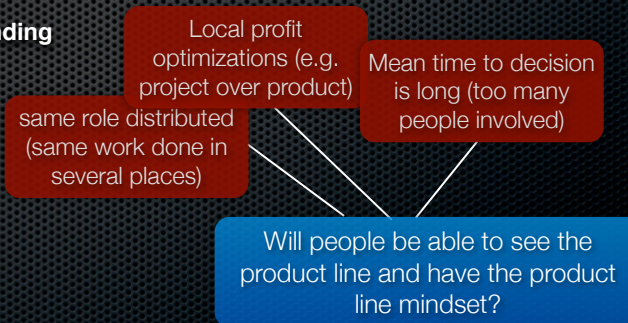 nding
Local profit
optimizations (e.g.
project over product)
Mean time to decision
is long (too many
people involved)
same role distributed
(same work done in
several places)
Will people be able to see the
product line and have the product
line mindset?